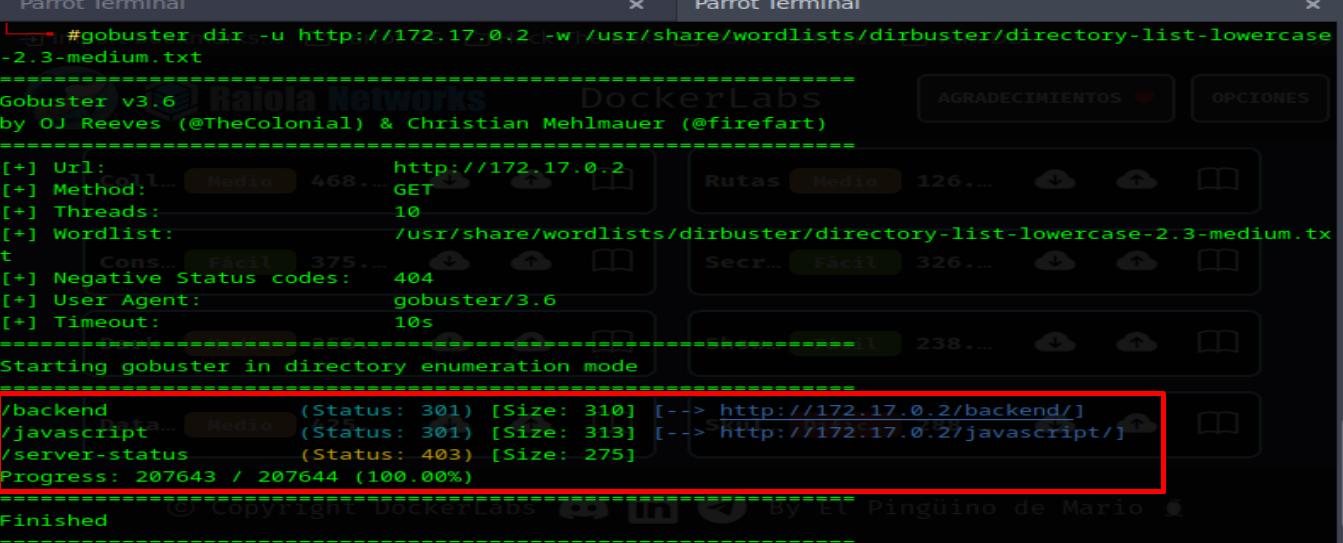 Parrot Terminal × Parrot Terminal ×
#gobuster dir -u http://172.17.0.2 -w /usr/share/wordlists/dirbuster/directory-list-lowercase
-2.3-medium.txt
===============================================================
Raiola Networks DockerLabs AGRADECIMIENTOS OPCIONES
Gobuster v3.6
by OJ Reeves (@TheColonial) & Christian Mehlmauer (@firefart)
===============================================================
[+] Url:                     http://172.17.0.2
Coll… Medio 468.… Rutas Medio 126.…
[+] Method:                  GET
[+] Threads:                 10
[+] Wordlist:                /usr/share/wordlists/dirbuster/directory-list-lowercase-2.3-medium.tx
t
Cons… Fácil 375.… Secr… Fácil 326.…
[+] Negative Status codes:   404
[+] User Agent:              gobuster/3.6
[+] Timeout:                 10s
===============================================================
238.…
Starting gobuster in directory enumeration mode
===============================================================
/backend              (Status: 301) [Size: 310] [--> http://172.17.0.2/backend/]
Data… Medio
/javascript           (Status: 301) [Size: 313] [--> http://172.17.0.2/javascript/]
/server-status        (Status: 403) [Size: 275]
Progress: 207643 / 207644 (100.00%)
===============================================================
© Copyright DockerLabs By El Pingüino de Mario
Finished
===============================================================